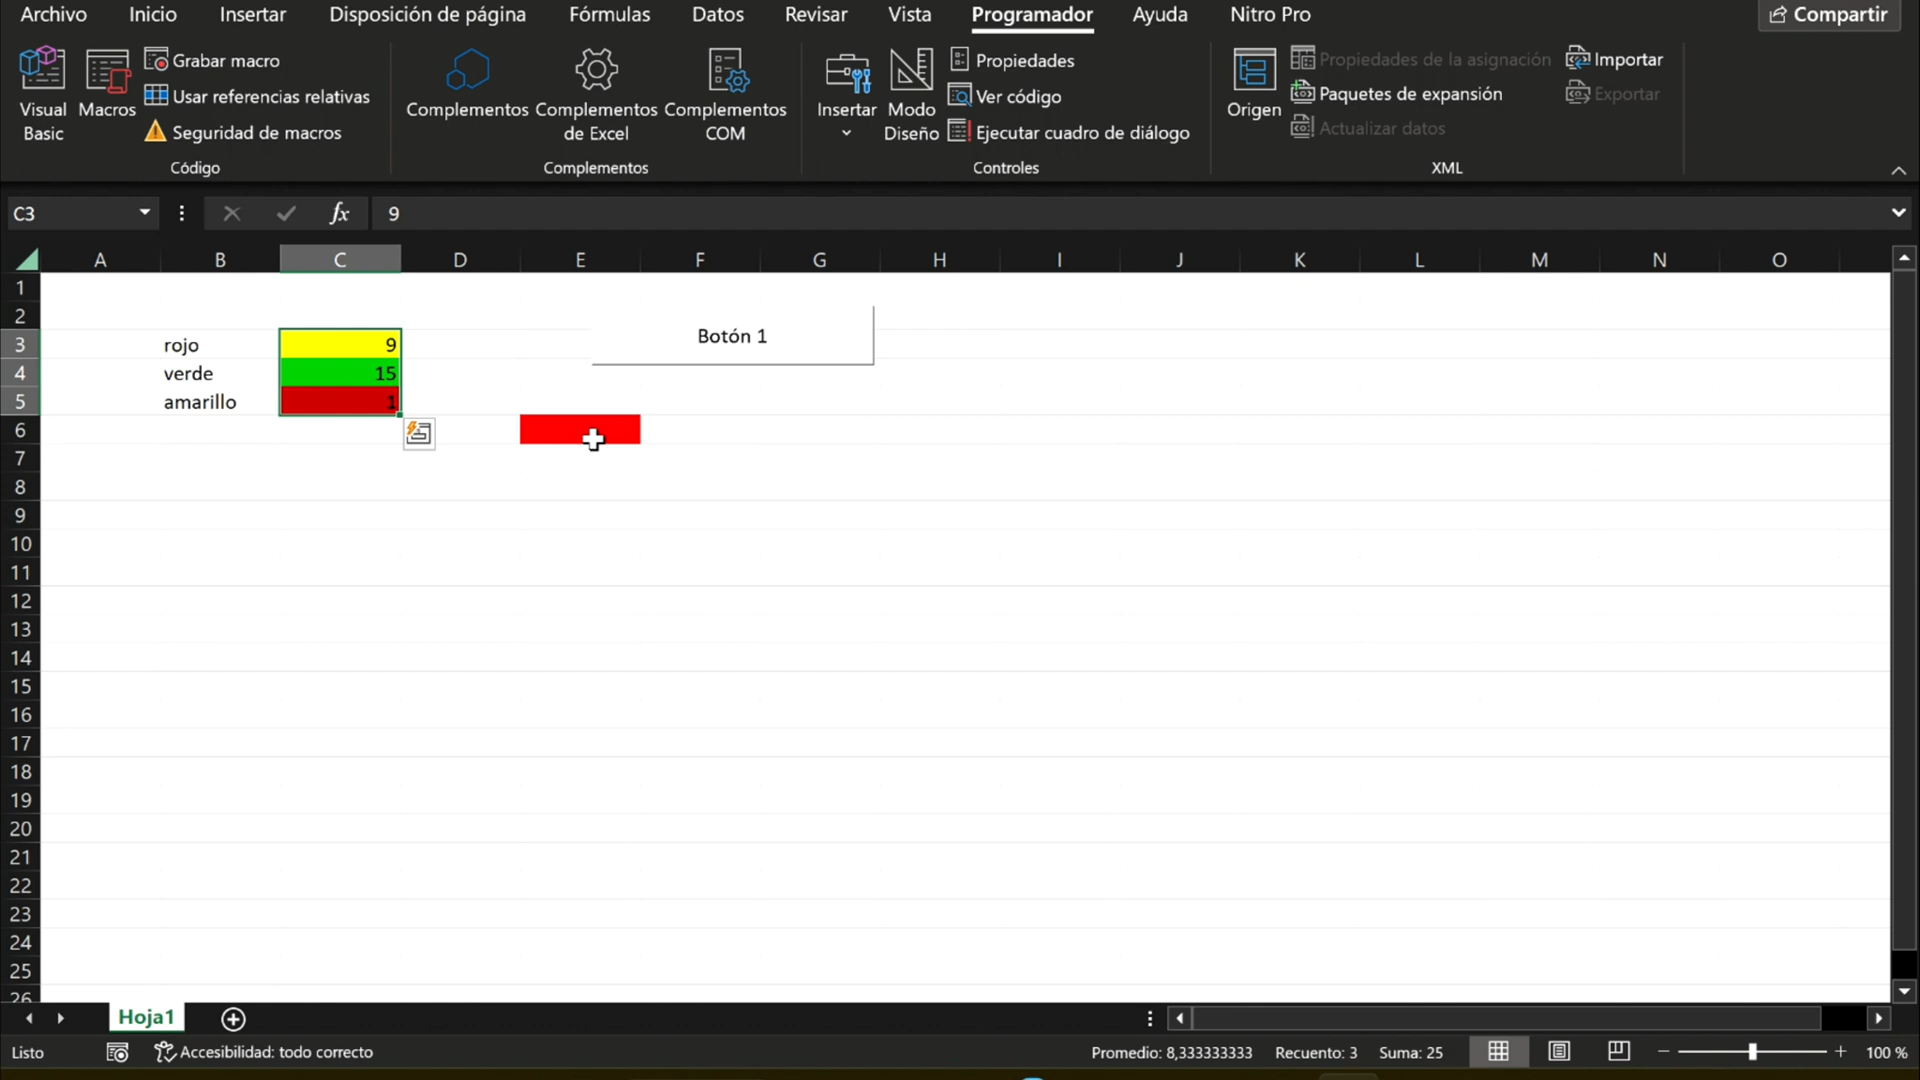 Archivo Inicio Insertar Disposición de página Fórmulas Datos Revisar Vista Programador Ayuda Nitro Pro Compartir
Visual Basic
Macros
Grabar macro
Usar referencias relativas
Seguridad de macros
Código
Complementos
Complementos de Excel
Complementos COM
Complementos
Insertar
Modo Diseño
Propiedades
Ver código
Ejecutar cuadro de diálogo
Controles
Origen
Propiedades de la asignación
Paquetes de expansión
Actualizar datos
Importar
Exportar
XML
C3 fx 9
A B C D E F G H I J K L M N O
1
2 Botón 1
3 rojo 9
4 verde 15
5 amarillo 1
6
7
8
9
10
11
12
13
14
15
16
17
18
19
20
21
22
23
24
25
26
Hoja1
Listo Accesibilidad: todo correcto Promedio: 8,333333333 Recuento: 3 Suma: 25 100 %